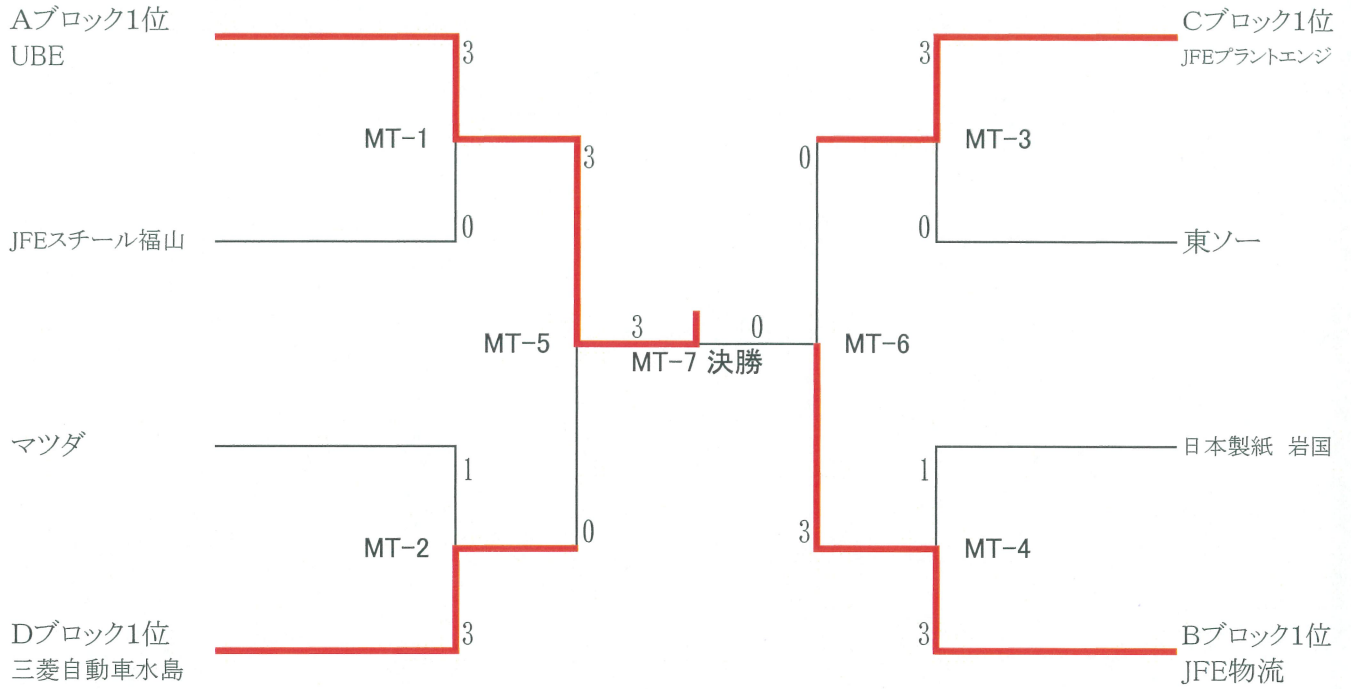 Aブロック1位
UBE
Cブロック1位
JFEプラントエンジ
3
3
MT-1
MT-3
3
0
JFEスチール福山
0
0
東ソー
3
0
MT-5
MT-7 決勝
MT-6
マツダ
日本製紙 岩国
1
1
0
3
MT-2
MT-4
3
3
Dブロック1位
三菱自動車水島
Bブロック1位
JFE物流